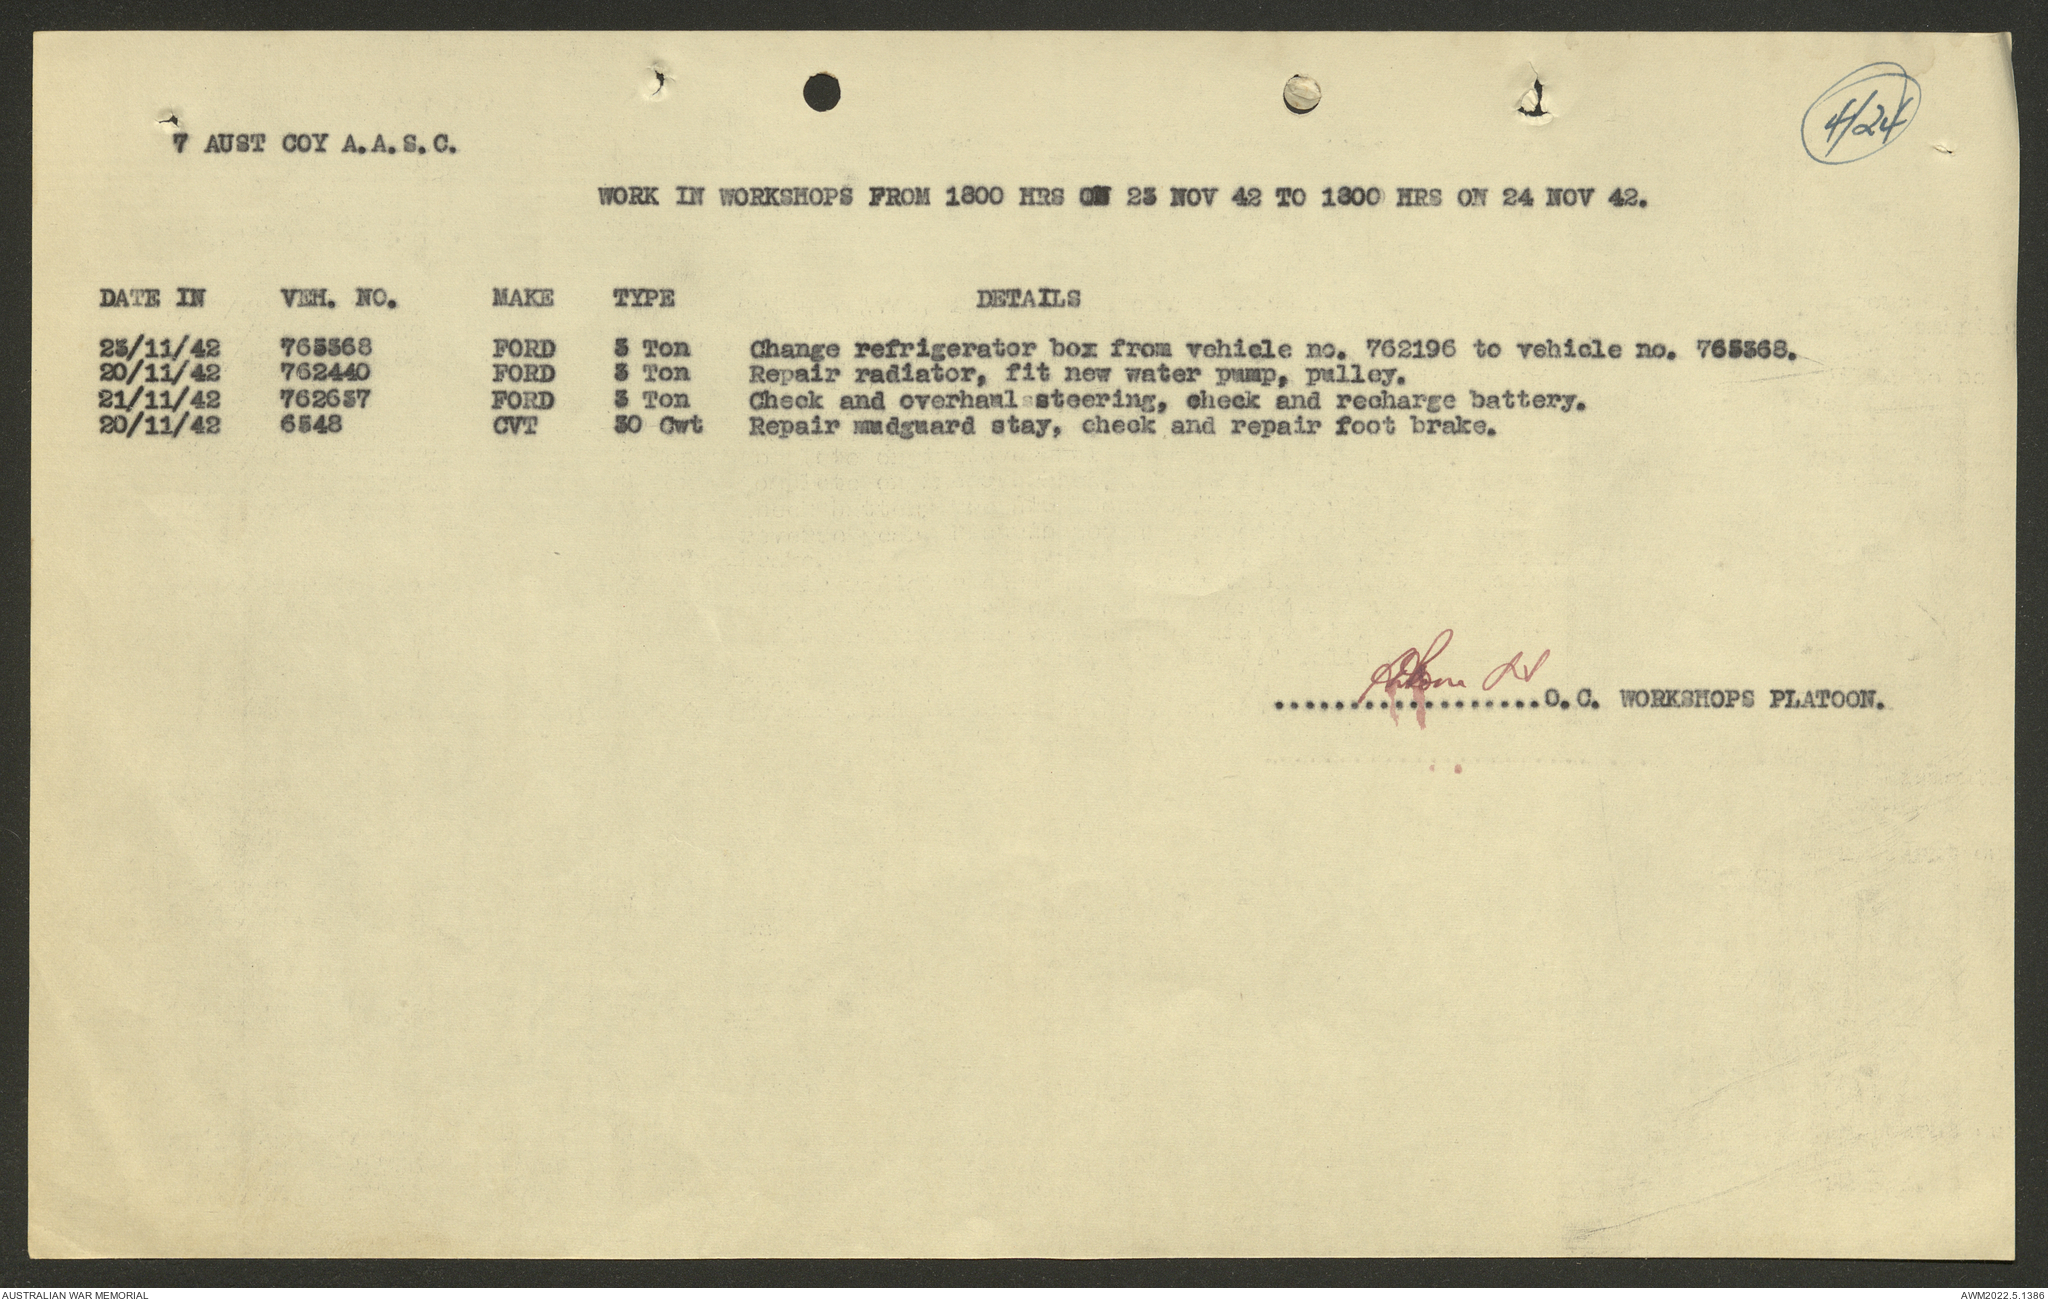 4/24
7 AUST COY A.A.S.C.
WORK IN WORKSHOPS FROM 1800 HRS ON 23 NOV 42 TO 1800 HRS ON 24 NOV 42.
DATE IN VEH. NO. MAKE TYPE DETAILS
23/11/42 765368 FORD 3 Ton Change refrigerator box from vehicle no. 762196 to vehicle no. 765368.
20/11/42 762440 FORD 3 Ton Repair radiator, fit new water pump, pulley.
21/11/42 762637 FORD 3 Ton Check and overhaul steering, check and recharge battery.
20/11/42 6548 CVT 30 Cwt Repair mudguard stay, check and repair foot brake.
..................O.C. WORKSHOPS PLATOON.
AUSTRALIAN WAR MEMORIAL
AWM2022.5.1386